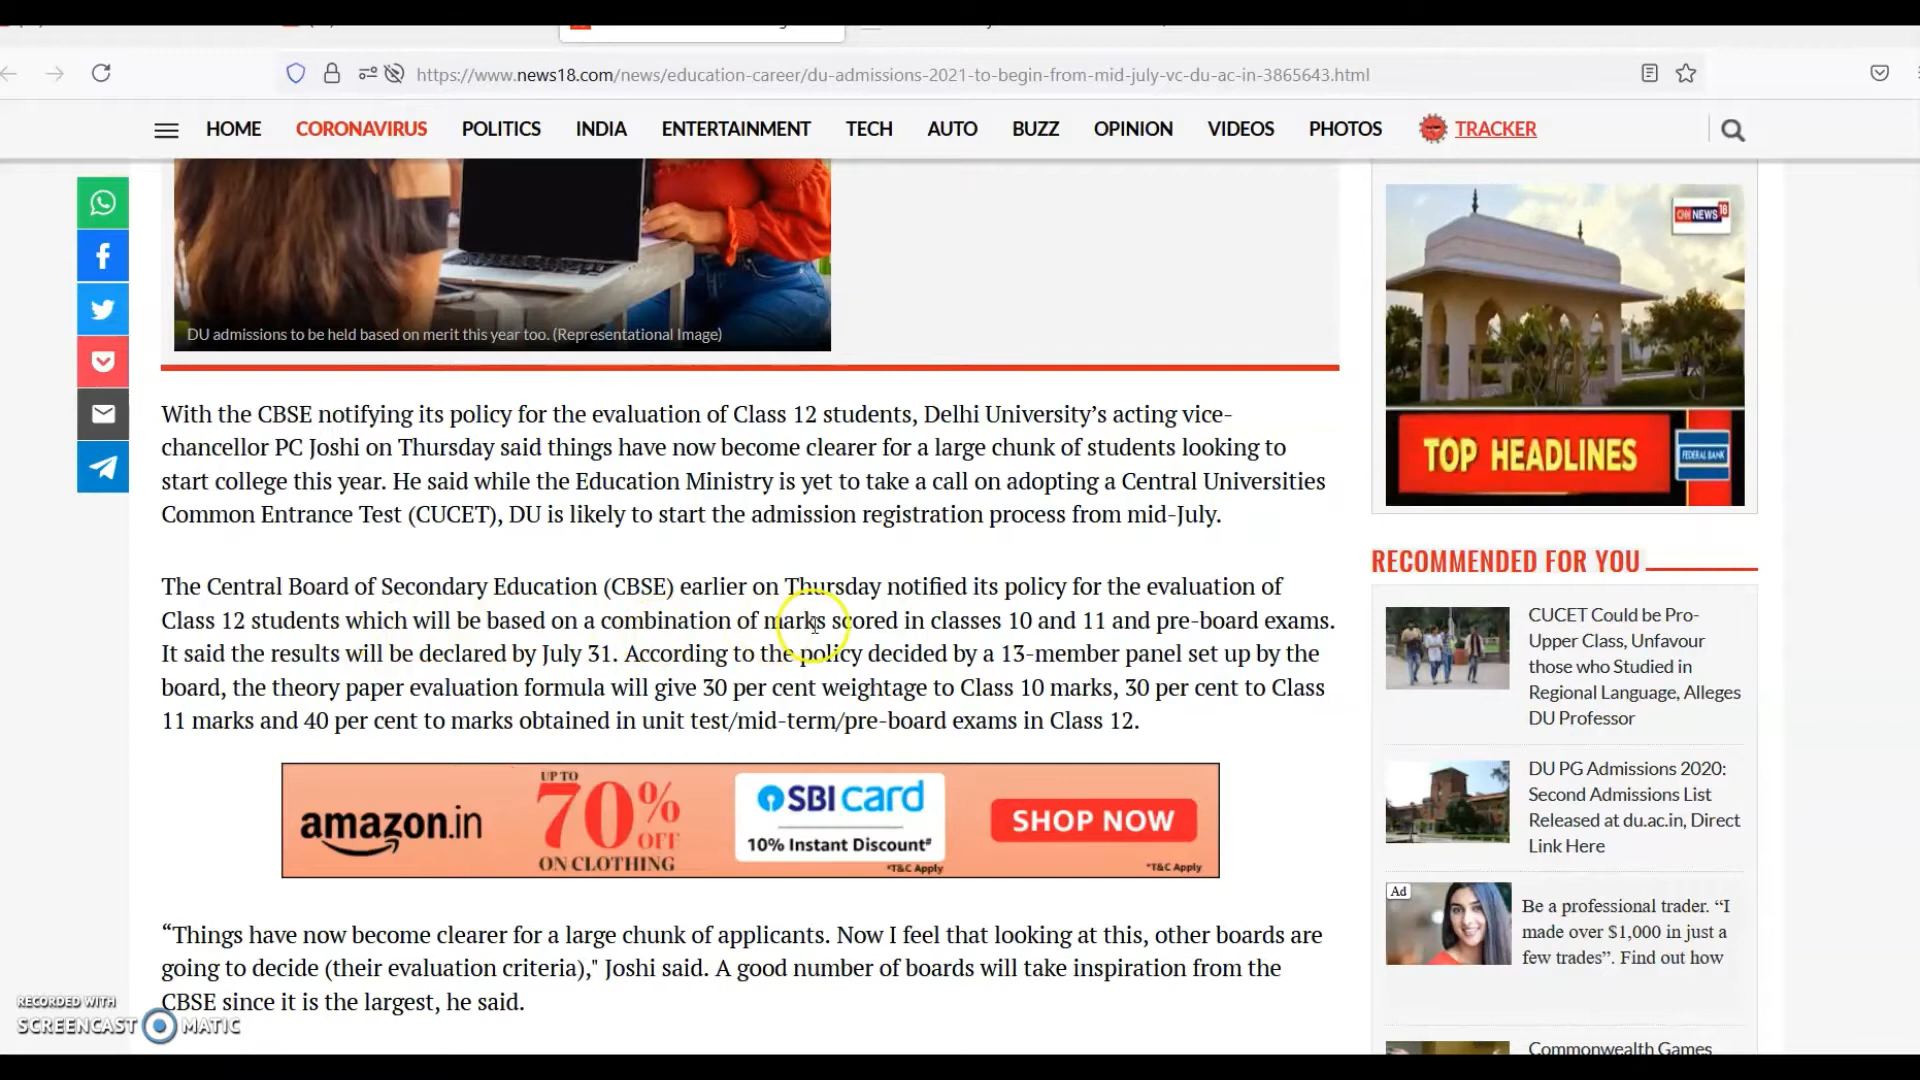 https://www.news18.com/news/education-career/du-admissions-2021-to-begin-from-mid-july-vc-du-ac-in-3865643.html
HOME CORONAVIRUS POLITICS INDIA ENTERTAINMENT TECH AUTO BUZZ OPINION VIDEOS PHOTOS TRACKER
DU admissions to be held based on merit this year too. (Representational Image)
With the CBSE notifying its policy for the evaluation of Class 12 students, Delhi University’s acting vice-
chancellor PC Joshi on Thursday said things have now become clearer for a large chunk of students looking to
start college this year. He said while the Education Ministry is yet to take a call on adopting a Central Universities
Common Entrance Test (CUCET), DU is likely to start the admission registration process from mid-July.
The Central Board of Secondary Education (CBSE) earlier on Thursday notified its policy for the evaluation of
Class 12 students which will be based on a combination of marks scored in classes 10 and 11 and pre-board exams.
It said the results will be declared by July 31. According to the policy decided by a 13-member panel set up by the
board, the theory paper evaluation formula will give 30 per cent weightage to Class 10 marks, 30 per cent to Class
11 marks and 40 per cent to marks obtained in unit test/mid-term/pre-board exams in Class 12.
amazon.in
UP TO
70%
OFF
ON CLOTHING
SBI card
10% Instant Discount#
*T&C Apply
SHOP NOW
*T&C Apply
“Things have now become clearer for a large chunk of applicants. Now I feel that looking at this, other boards are
going to decide (their evaluation criteria)," Joshi said. A good number of boards will take inspiration from the
CBSE since it is the largest, he said.
CNN NEWS 18
TOP HEADLINES
FEDERAL BANK
RECOMMENDED FOR YOU
CUCET Could be Pro-
Upper Class, Unfavour
those who Studied in
Regional Language, Alleges
DU Professor
DU PG Admissions 2020:
Second Admissions List
Released at du.ac.in, Direct
Link Here
Ad
Be a professional trader. “I
made over $1,000 in just a
few trades”. Find out how
Commonwealth Games
RECORDED WITH
SCREENCAST MATIC